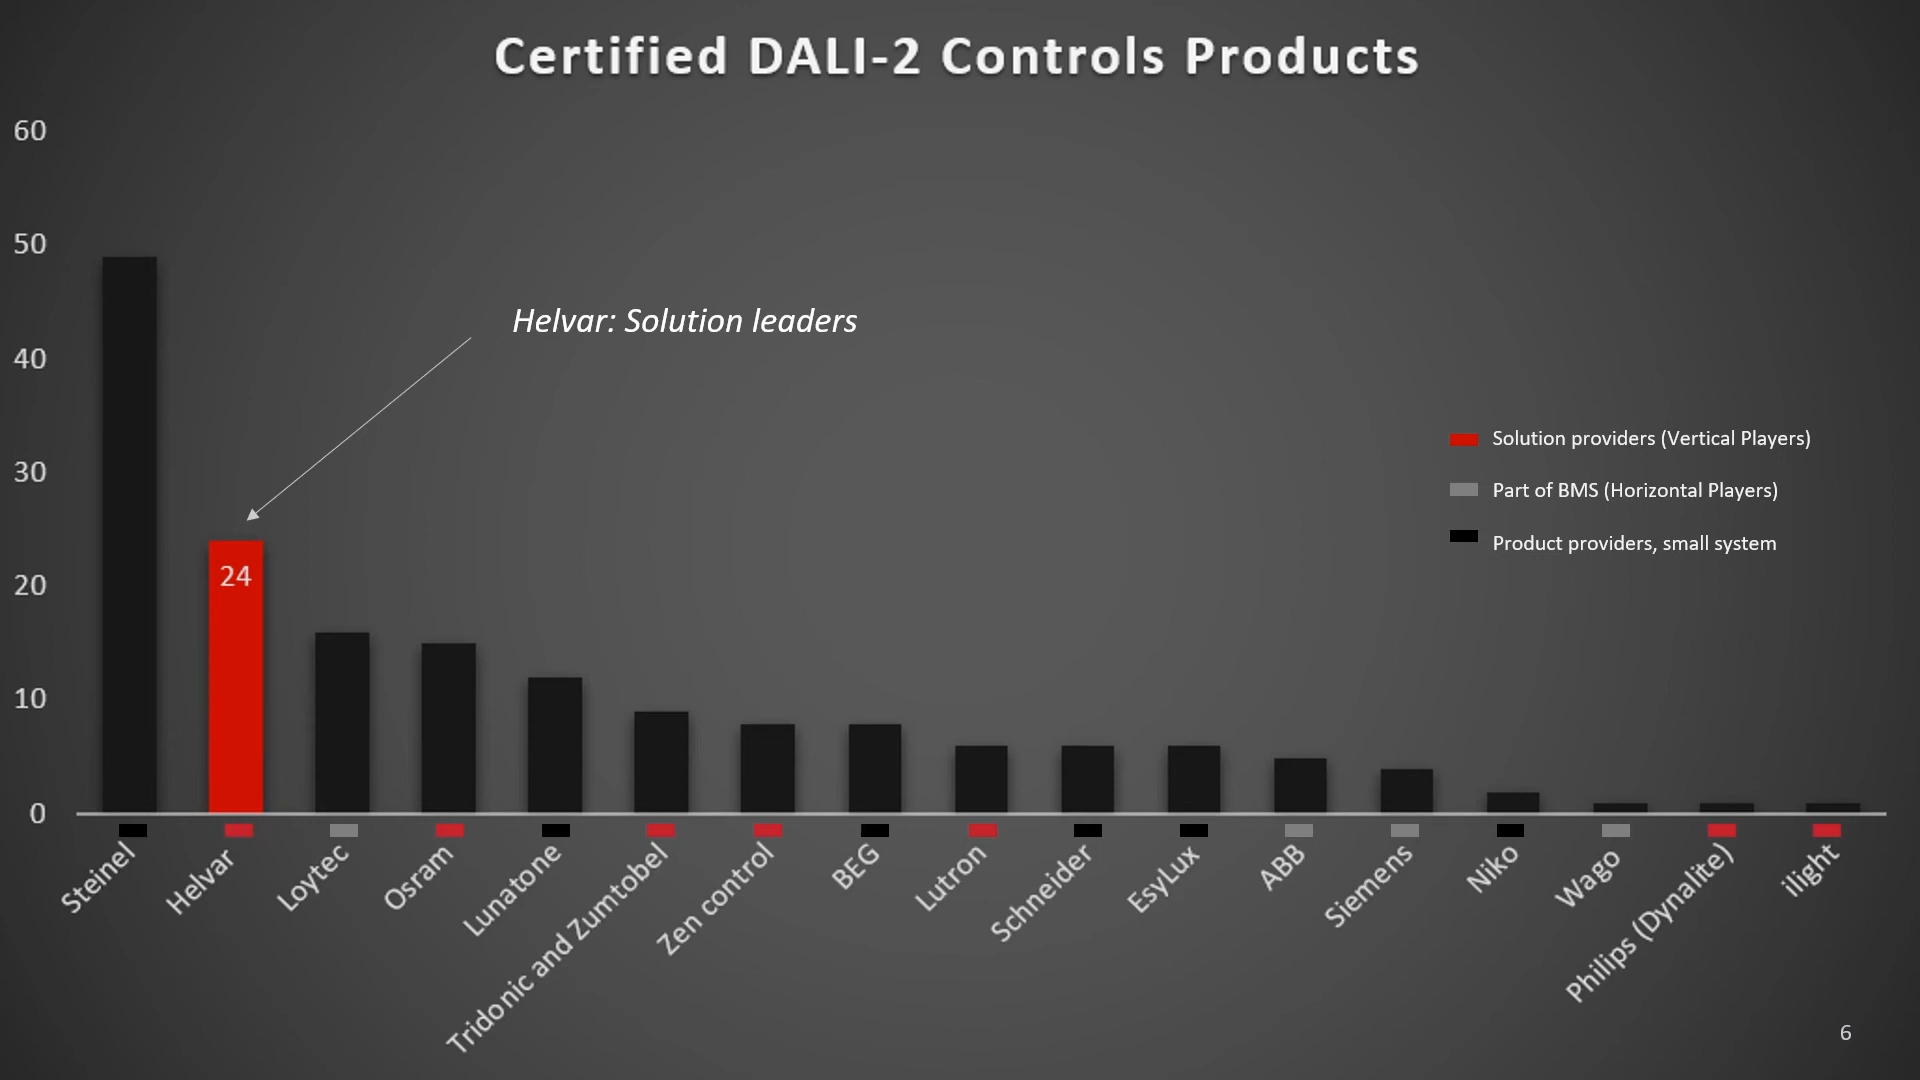 Certified DALI-2 Controls Products
60
50
40
30
20
10
0
Helvar: Solution leaders
24
Solution providers (Vertical Players)
Part of BMS (Horizontal Players)
Product providers, small system
Steinel
Helvar
Loytec
Osram
Lunatone
Tridonic and Zumtobel
Zen control
BEG
Lutron
Schneider
EsyLux
ABB
Siemens
Niko
Wago
Philips (Dynalite)
ilight
6